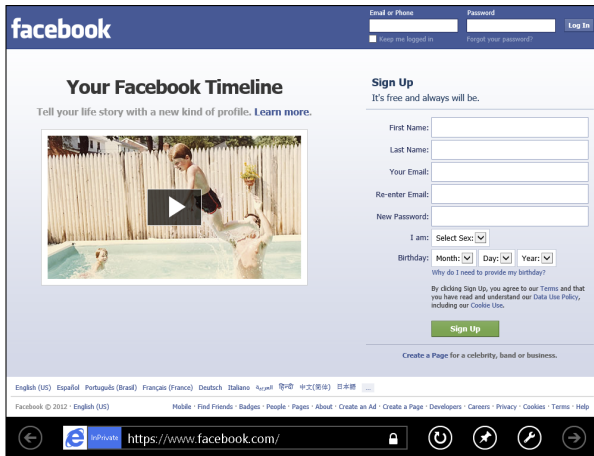 facebook
Email or Phone
Password
Log In
Keep me logged in
Forgot your password?
Your Facebook Timeline
Tell your life story with a new kind of profile. Learn more.
Sign Up
It's free and always will be.
First Name:
Last Name:
Your Email:
Re-enter Email:
New Password:
I am: Select Sex:
Birthday: Month: Day: Year:
Why do I need to provide my birthday?
By clicking Sign Up, you agree to our Terms and that
you have read and understand our Data Use Policy,
including our Cookie Use.
Sign Up
Create a Page for a celebrity, band or business.
English (US) Español Português (Brasil) Français (France) Deutsch Italiano العربية हिन्दी 中文(简体) 日本語 ...
Facebook © 2012 · English (US)
Mobile · Find Friends · Badges · People · Pages · About · Create an Ad · Create a Page · Developers · Careers · Privacy · Cookies · Terms · Help
InPrivate https://www.facebook.com/